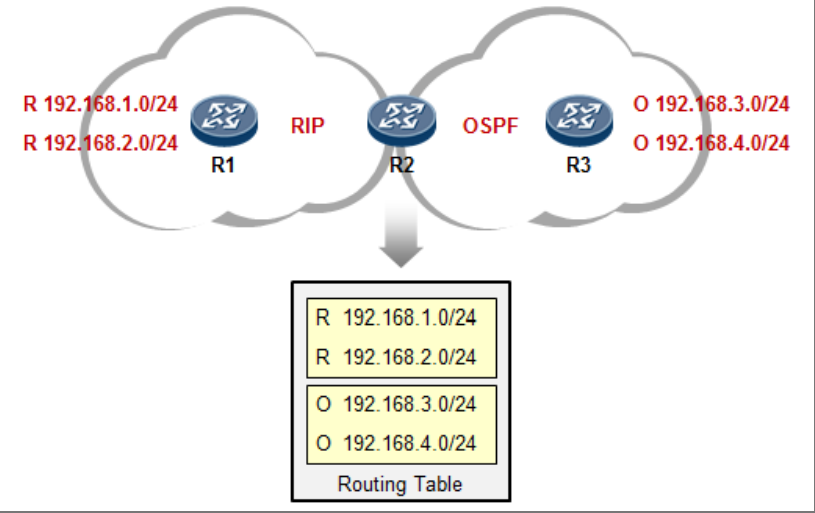 R 192.168.1.0/24
R 192.168.2.0/24
R1
RIP
R2
OSPF
R3
O 192.168.3.0/24
O 192.168.4.0/24
R 192.168.1.0/24
R 192.168.2.0/24
O 192.168.3.0/24
O 192.168.4.0/24
Routing Table